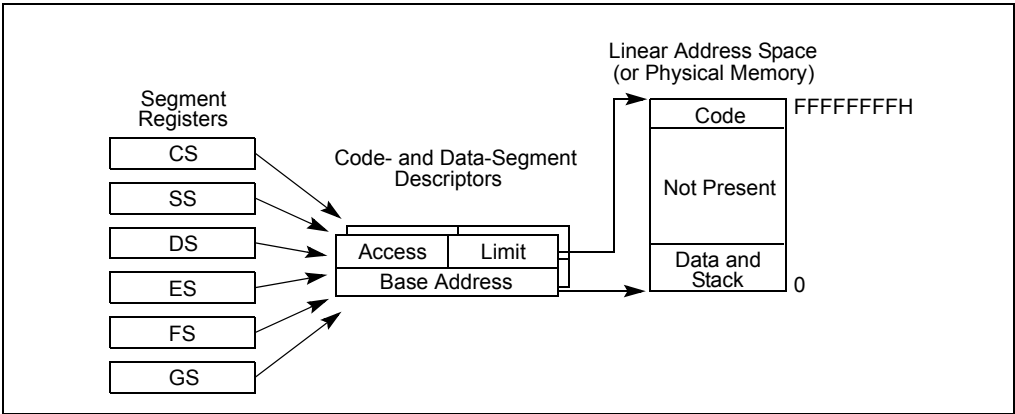 Linear Address Space
(or Physical Memory)
Segment
Registers
CS
SS
DS
ES
FS
GS
Code- and Data-Segment
Descriptors
Access
Limit
Base Address
Code
FFFFFFFFH
Not Present
Data and
Stack
0